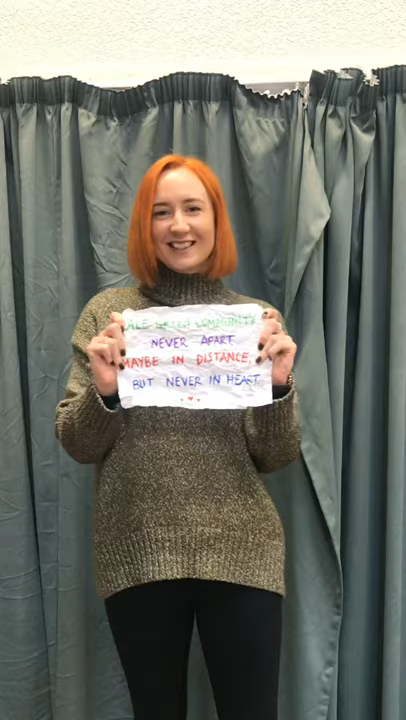 COMMUNITY
NEVER APART
MAYBE IN DISTANCE,
BUT NEVER IN HEART.